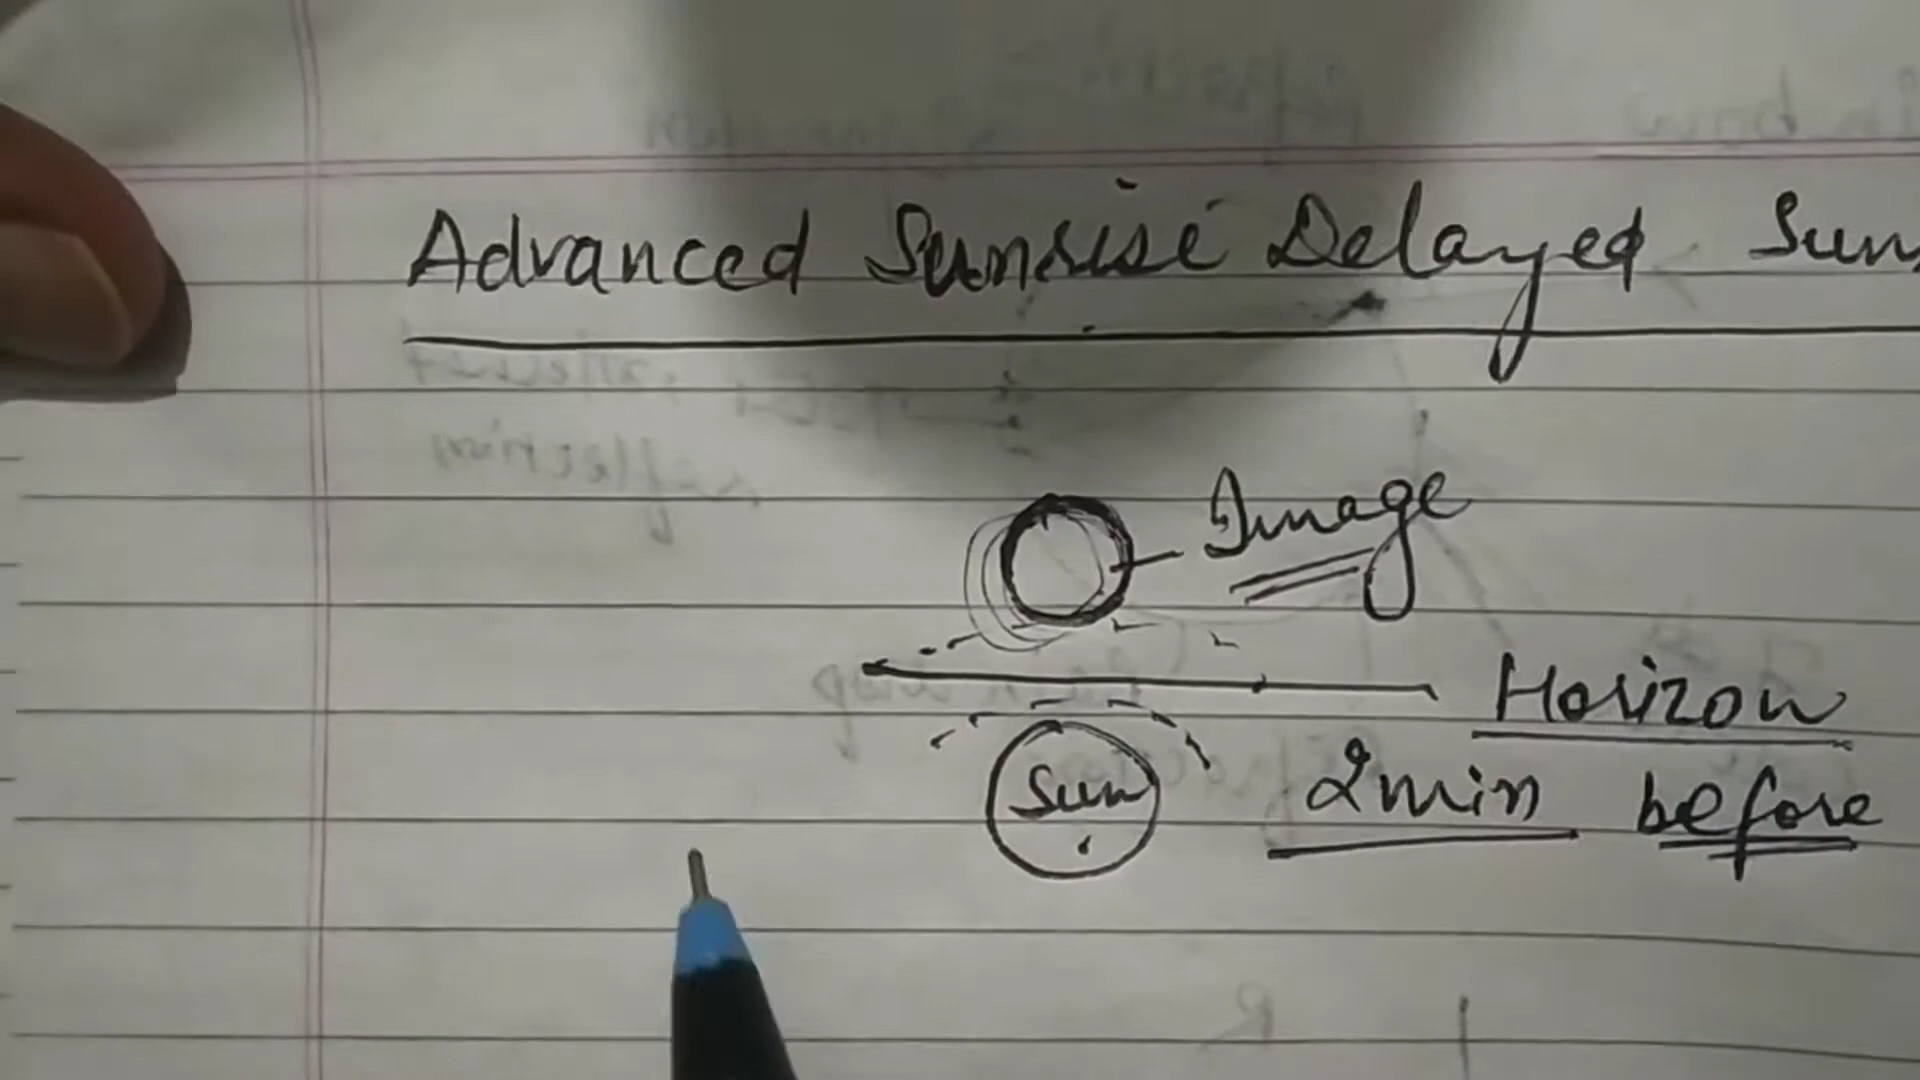 Advanced Sunrise Delayed Sun
Image
Horizon
Sun
2min before